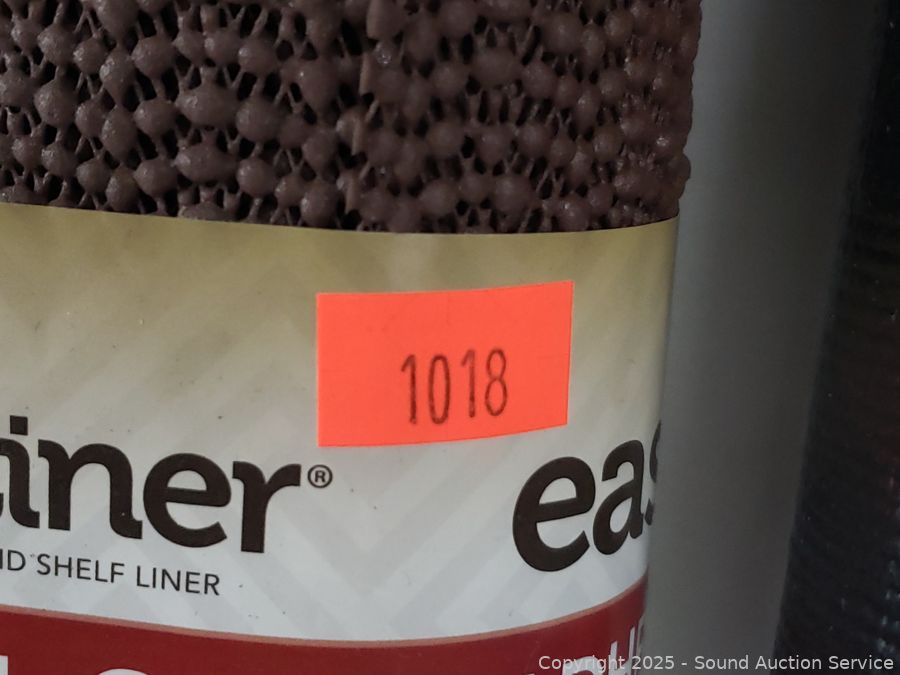 1018
iner®
eas
ND SHELF LINER
Copyright 2025 - Sound Auction Service